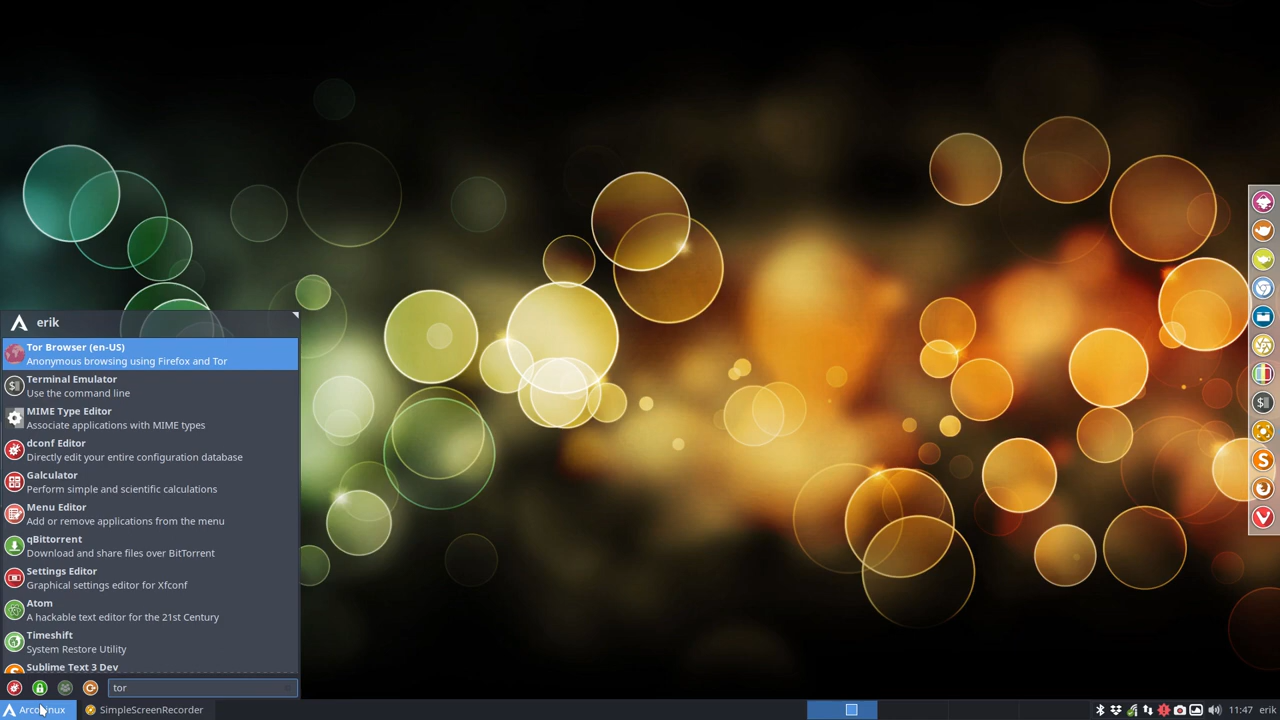 erik
Tor Browser (en-US)
Anonymous browsing using Firefox and Tor
Terminal Emulator
Use the command line
MIME Type Editor
Associate applications with MIME types
dconf Editor
Directly edit your entire configuration database
Galculator
Perform simple and scientific calculations
Menu Editor
Add or remove applications from the menu
qBittorrent
Download and share files over BitTorrent
Settings Editor
Graphical settings editor for Xfconf
Atom
A hackable text editor for the 21st Century
Timeshift
System Restore Utility
Sublime Text 3 Dev
tor
ArcoLinux
SimpleScreenRecorder
11:47
erik